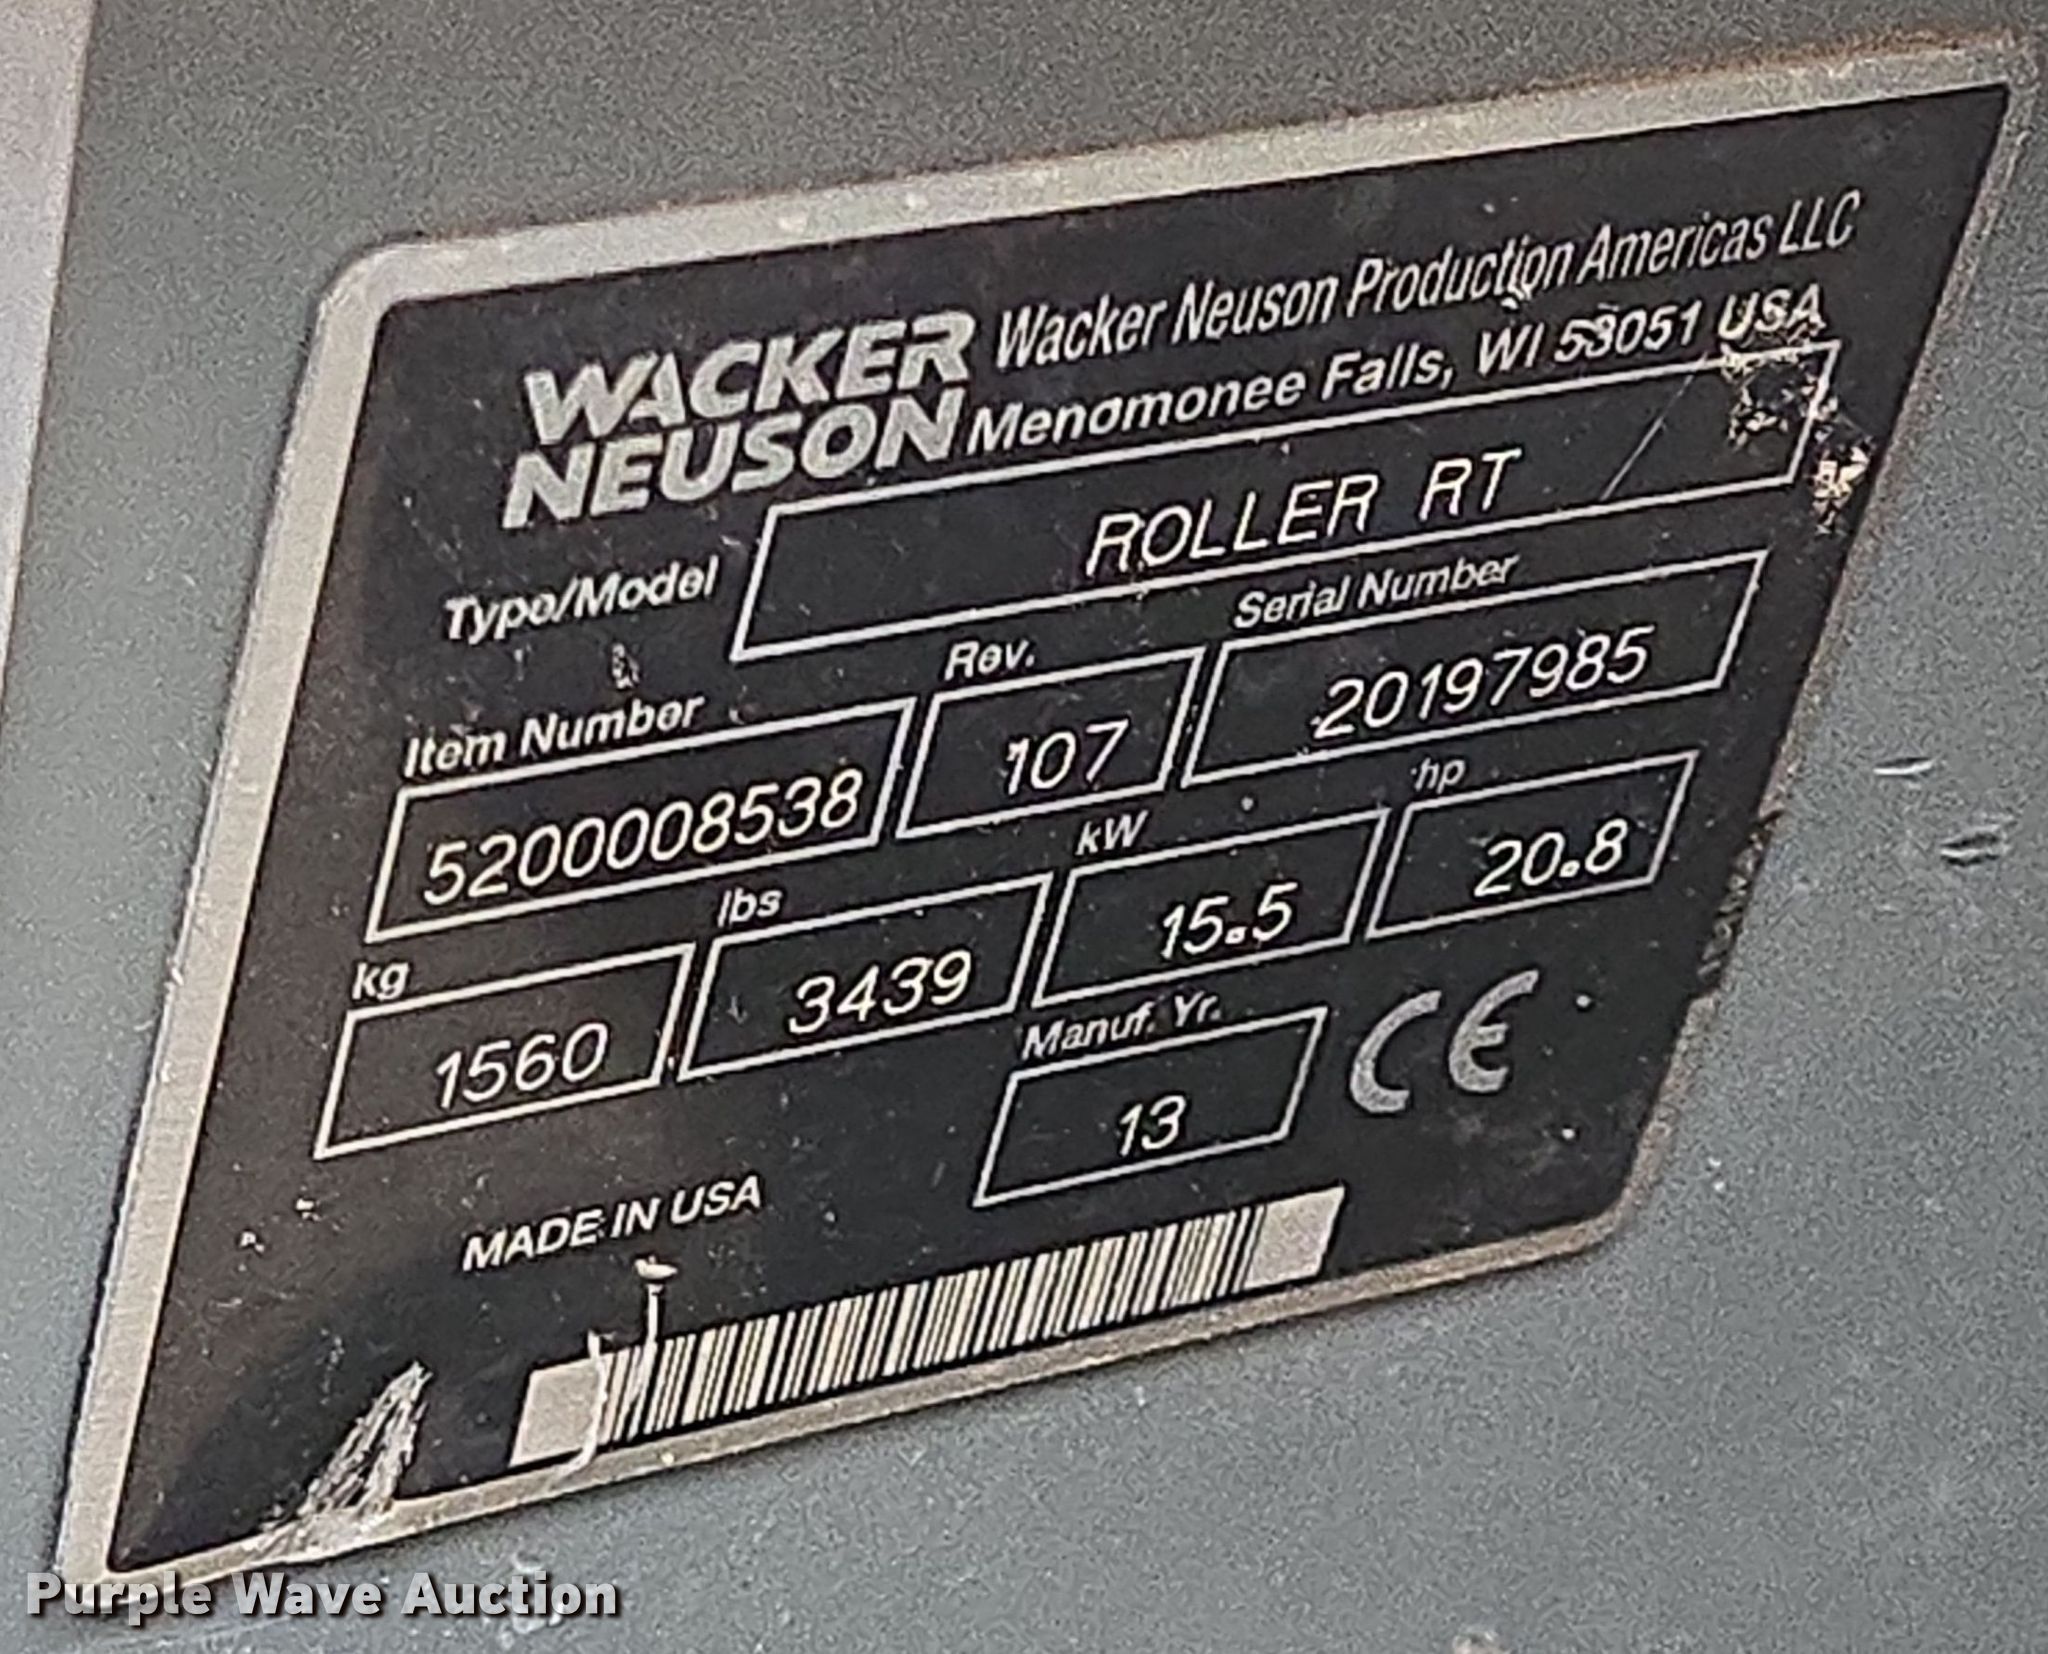 WACKER NEUSON
Wacker Neuson Production Americas LLC
Menomonee Falls, WI 53051 USA
Type/Model ROLLER RT
Item Number Rev. Serial Number
5200008538 107 20197985
kg lbs kW hp
1560 3439 15.5 20.8
Manuf. Yr.
13 CE
MADE IN USA
Purple Wave Auction